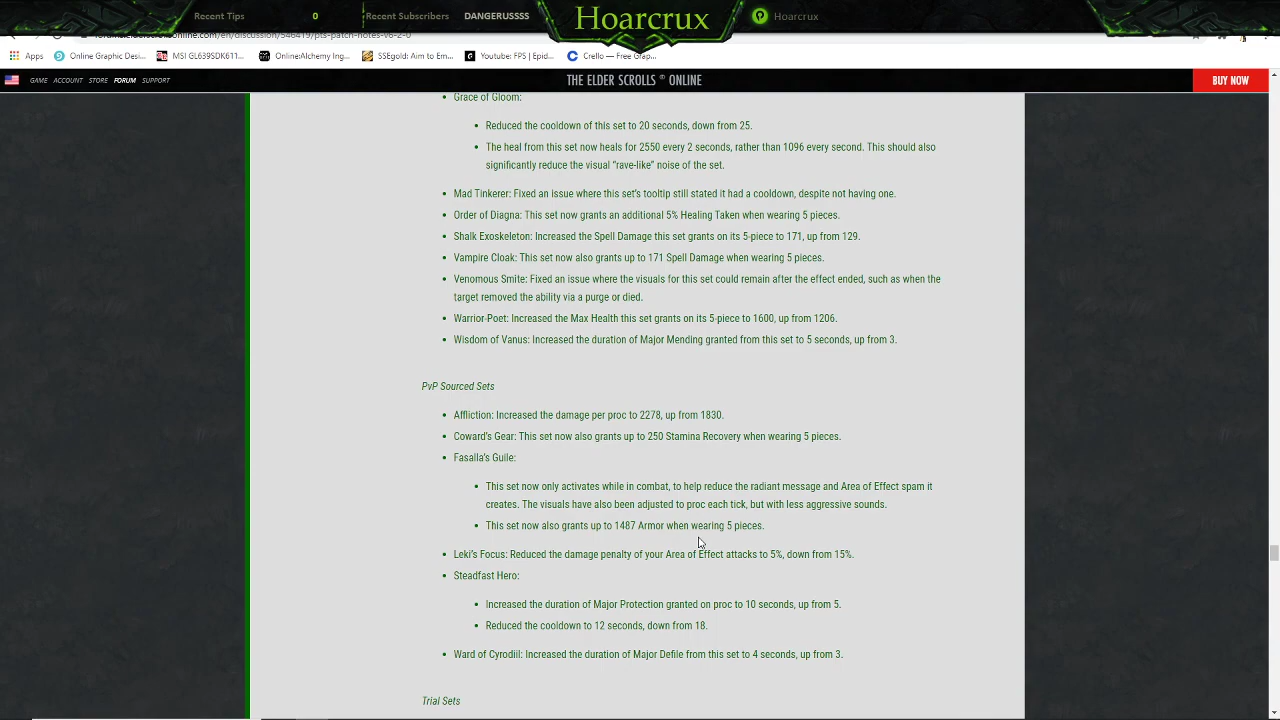 Recent Tips 0 Recent Subscribers DANGERUSSSS Hoarcrux Hoarcrux
Apps Online Graphic Desi... MSI GL639SDK611... Online:Alchemy Ing... SSEgold: Aim to Em... Youtube: FPS | Epid... Crello — Free Grap...
GAME ACCOUNT STORE FORUM SUPPORT THE ELDER SCROLLS ® ONLINE BUY NOW
Grace of Gloom:
Reduced the cooldown of this set to 20 seconds, down from 25.
The heal from this set now heals for 2550 every 2 seconds, rather than 1096 every second. This should also
significantly reduce the visual “rave-like” noise of the set.
Mad Tinkerer: Fixed an issue where this set’s tooltip still stated it had a cooldown, despite not having one.
Order of Diagna: This set now grants an additional 5% Healing Taken when wearing 5 pieces.
Shalk Exoskeleton: Increased the Spell Damage this set grants on its 5-piece to 171, up from 129.
Vampire Cloak: This set now also grants up to 171 Spell Damage when wearing 5 pieces.
Venomous Smite: Fixed an issue where the visuals for this set could remain after the effect ended, such as when the
target removed the ability via a purge or died.
Warrior-Poet: Increased the Max Health this set grants on its 5-piece to 1600, up from 1206.
Wisdom of Vanus: Increased the duration of Major Mending granted from this set to 5 seconds, up from 3.
PvP Sourced Sets
Affliction: Increased the damage per proc to 2278, up from 1830.
Coward’s Gear: This set now also grants up to 250 Stamina Recovery when wearing 5 pieces.
Fasalla’s Guile:
This set now only activates while in combat, to help reduce the radiant message and Area of Effect spam it
creates. The visuals have also been adjusted to proc each tick, but with less aggressive sounds.
This set now also grants up to 1487 Armor when wearing 5 pieces.
Leki’s Focus: Reduced the damage penalty of your Area of Effect attacks to 5%, down from 15%.
Steadfast Hero:
Increased the duration of Major Protection granted on proc to 10 seconds, up from 5.
Reduced the cooldown to 12 seconds, down from 18.
Ward of Cyrodiil: Increased the duration of Major Defile from this set to 4 seconds, up from 3.
Trial Sets